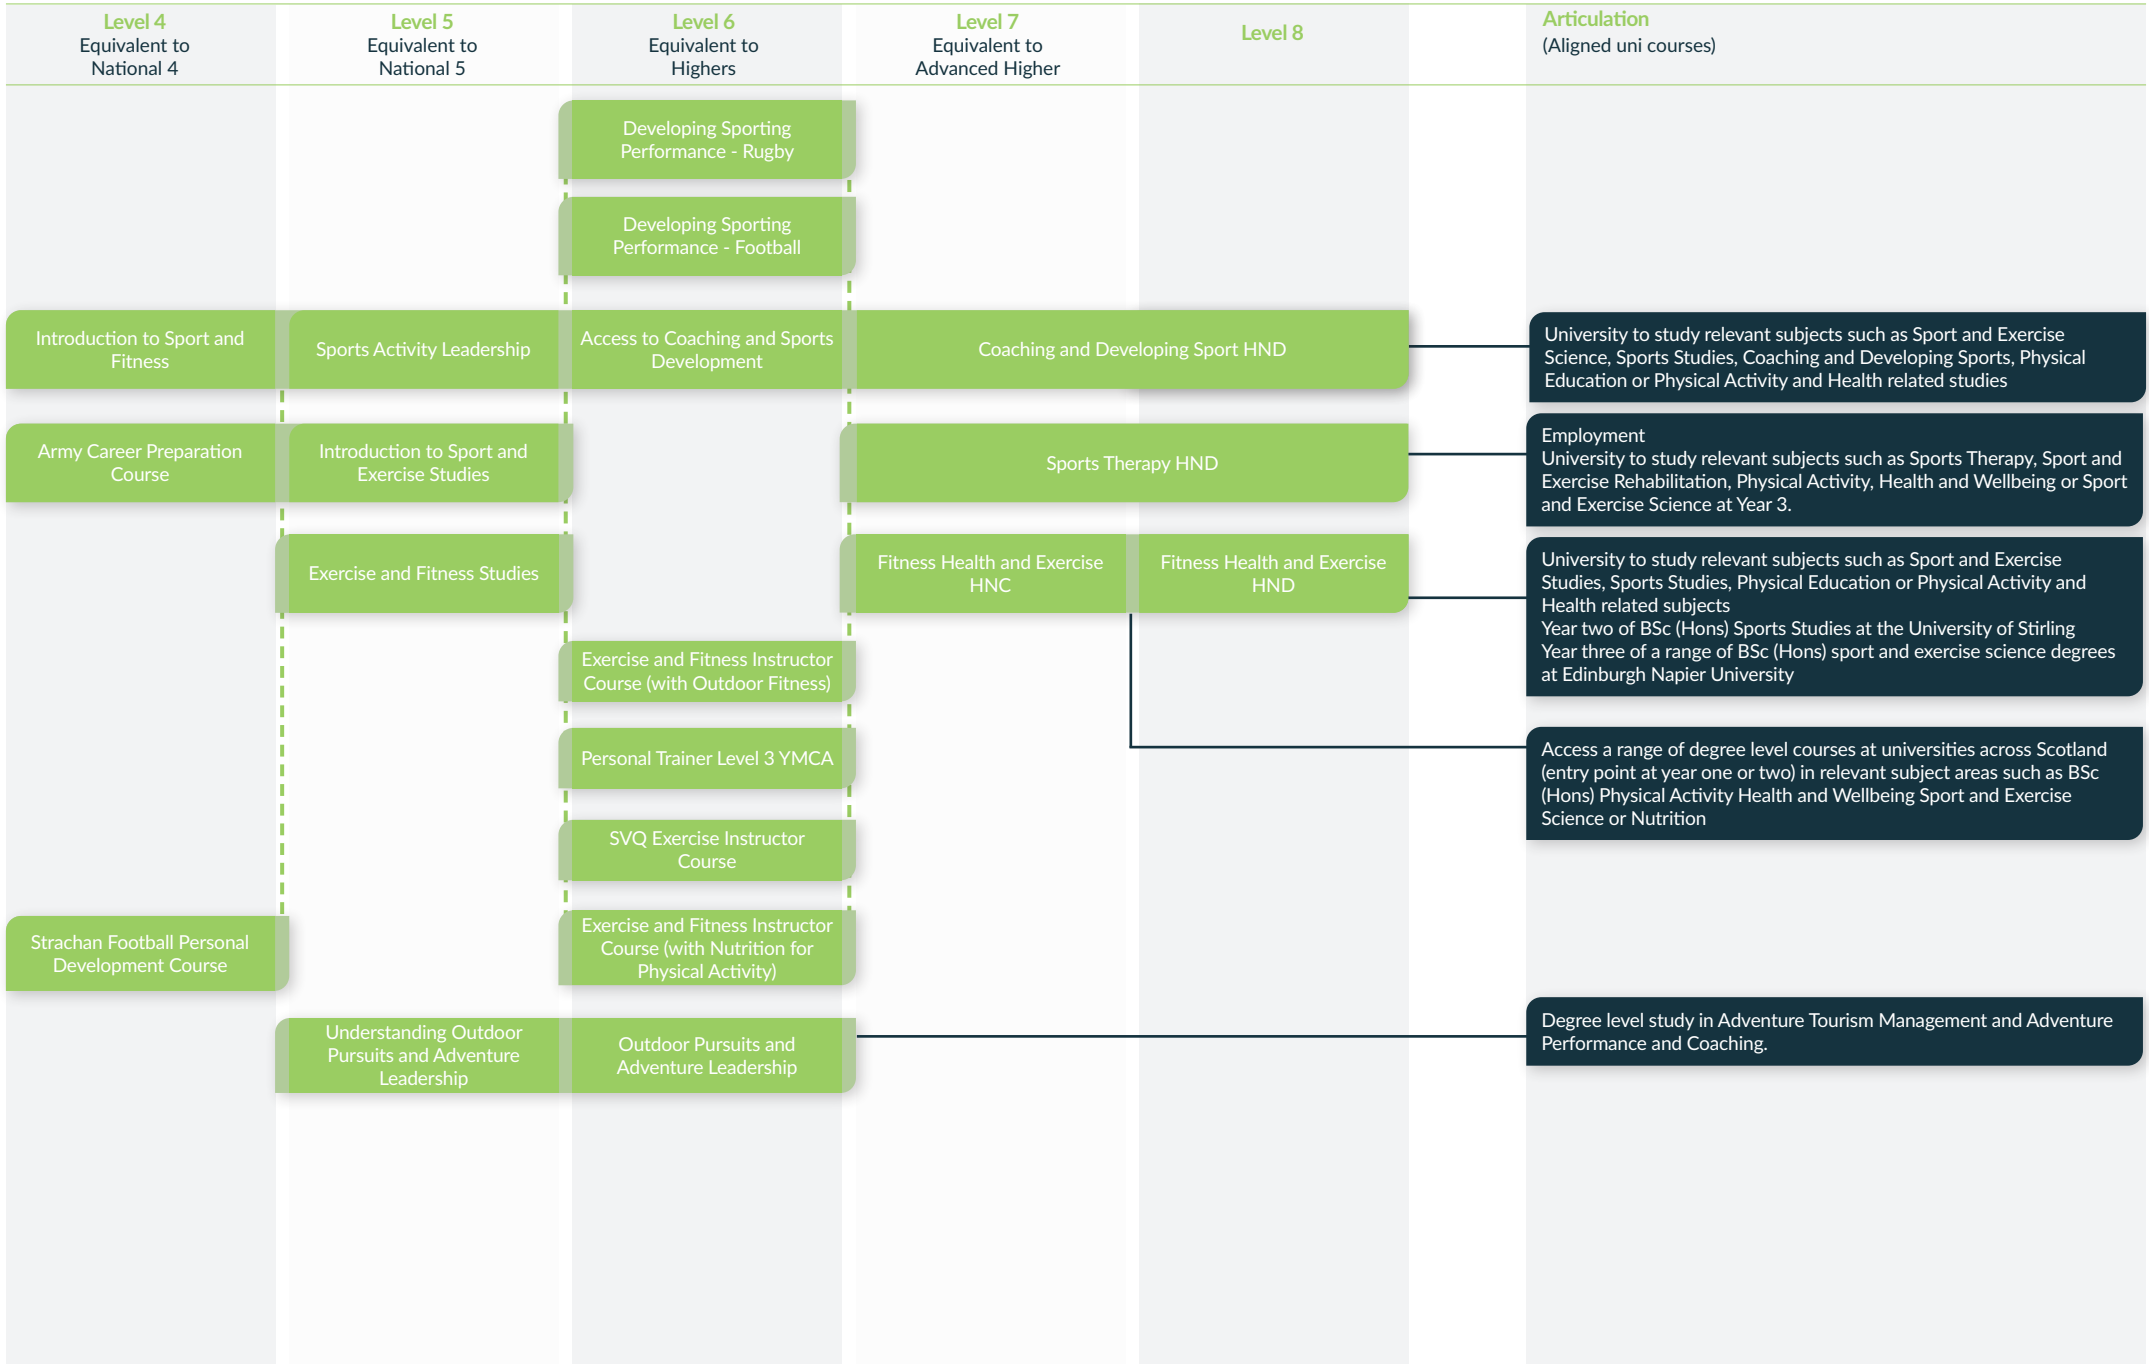 Level 4
Equivalent to
National 4
Level 5
Equivalent to
National 5
Level 6
Equivalent to
Highers
Level 7
Equivalent to
Advanced Higher
Level 8
Articulation
(Aligned uni courses)
Developing Sporting
Performance - Rugby
Developing Sporting
Performance - Football
Introduction to Sport and
Fitness
Sports Activity Leadership
Access to Coaching and Sports
Development
Coaching and Developing Sport HND
University to study relevant subjects such as Sport and Exercise
Science, Sports Studies, Coaching and Developing Sports, Physical
Education or Physical Activity and Health related studies
Army Career Preparation
Course
Introduction to Sport and
Exercise Studies
Sports Therapy HND
Employment
University to study relevant subjects such as Sports Therapy, Sport and
Exercise Rehabilitation, Physical Activity, Health and Wellbeing or Sport
and Exercise Science at Year 3.
Exercise and Fitness Studies
Fitness Health and Exercise
HNC
Fitness Health and Exercise
HND
University to study relevant subjects such as Sport and Exercise
Studies, Sports Studies, Physical Education or Physical Activity and
Health related subjects
Year two of BSc (Hons) Sports Studies at the University of Stirling
Year three of a range of BSc (Hons) sport and exercise science degrees
at Edinburgh Napier University
Exercise and Fitness Instructor
Course (with Outdoor Fitness)
Personal Trainer Level 3 YMCA
Access a range of degree level courses at universities across Scotland
(entry point at year one or two) in relevant subject areas such as BSc
(Hons) Physical Activity Health and Wellbeing Sport and Exercise
Science or Nutrition
SVQ Exercise Instructor
Course
Strachan Football Personal
Development Course
Exercise and Fitness Instructor
Course (with Nutrition for
Physical Activity)
Understanding Outdoor
Pursuits and Adventure
Leadership
Outdoor Pursuits and
Adventure Leadership
Degree level study in Adventure Tourism Management and Adventure
Performance and Coaching.